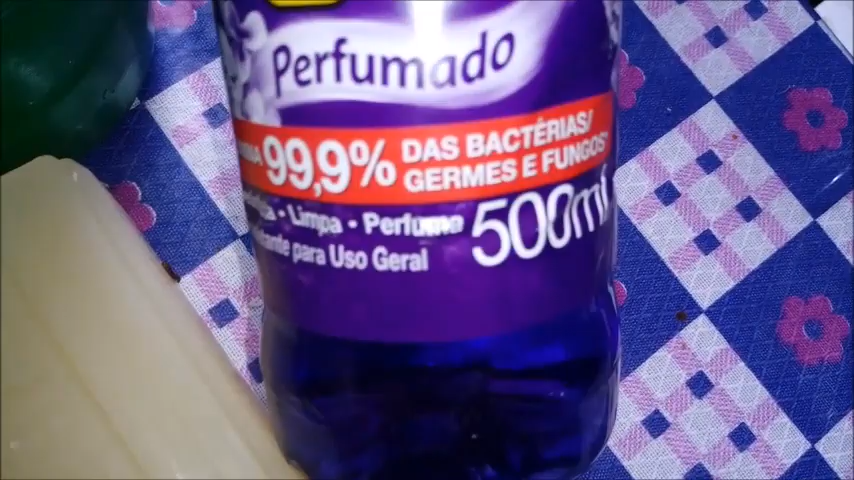 Perfumado
99,9% DAS BACTÉRIAS/
GERMES E FUNGOS*
• Limpa • Perfuma 500ml
para Uso Geral